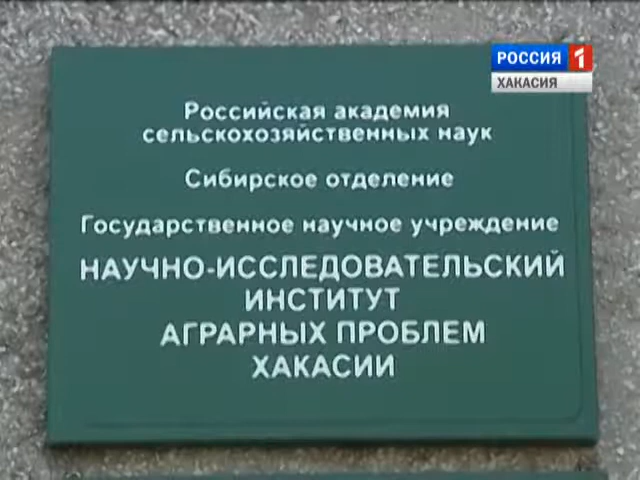 РОССИЯ 1
ХАКАСИЯ
Российская академия
сельскохозяйственных наук
Сибирское отделение
Государственное научное учреждение
НАУЧНО-ИССЛЕДОВАТЕЛЬСКИЙ
ИНСТИТУТ
АГРАРНЫХ ПРОБЛЕМ
ХАКАСИИ